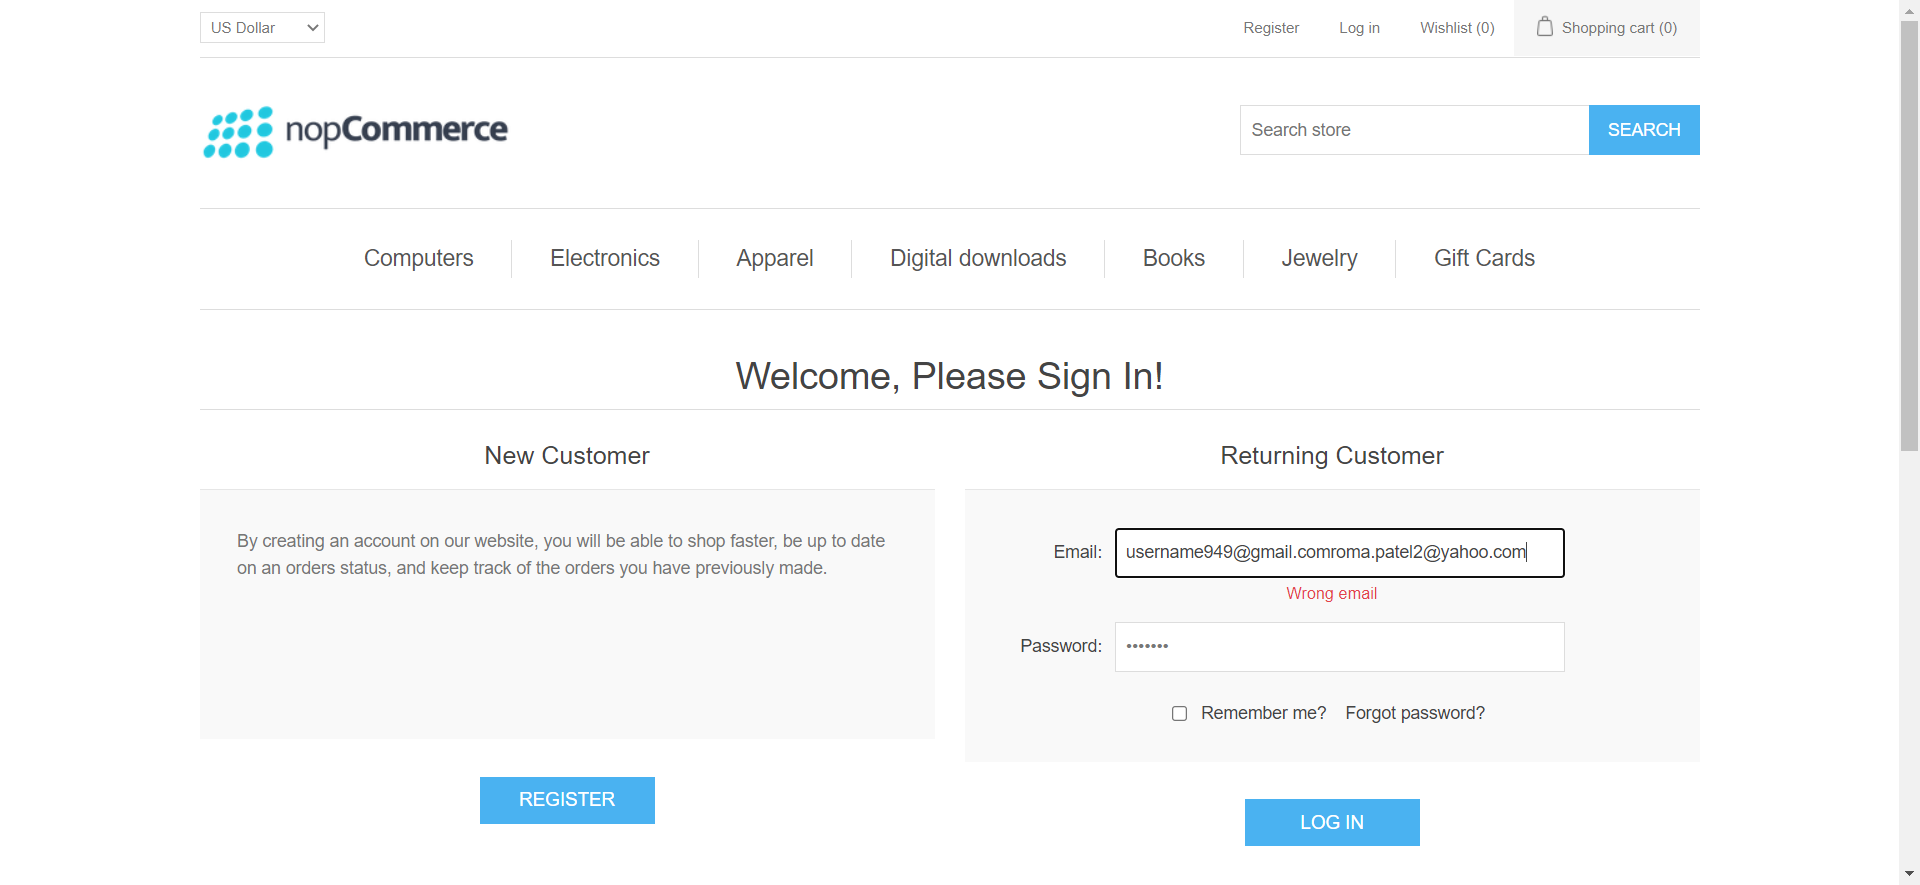 US Dollar
Register
Log in
Wishlist (0)
Shopping cart (0)
nopCommerce
Search store
SEARCH
Computers
Electronics
Apparel
Digital downloads
Books
Jewelry
Gift Cards
Welcome, Please Sign In!
New Customer
By creating an account on our website, you will be able to shop faster, be up to date
on an orders status, and keep track of the orders you have previously made.
REGISTER
Returning Customer
Email:
username949@gmail.comroma.patel2@yahoo.com
Wrong email
Password:
•••••••
Remember me?
Forgot password?
LOG IN